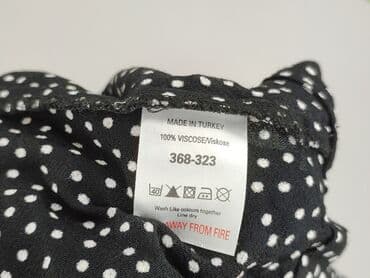 MADE IN TURKEY
100% VISCOSE/Viskose
368-323
Wash Like colours together
Line dry
AWAY FROM FIRE